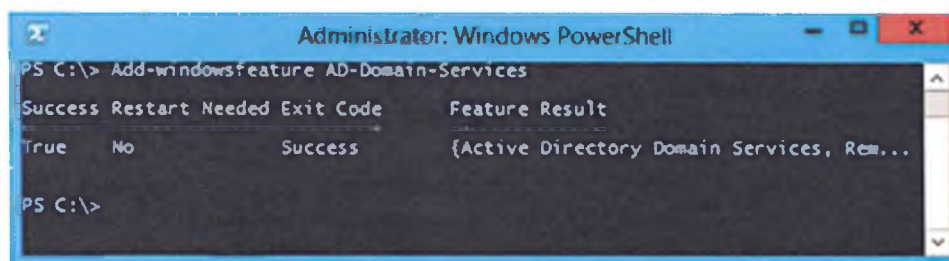 Administrator: Windows PowerShell
PS C:\> Add-windowsfeature AD-Domain-Services
Success Restart Needed Exit Code Feature Result
True No Success {Active Directory Domain Services, Rem...
PS C:\>